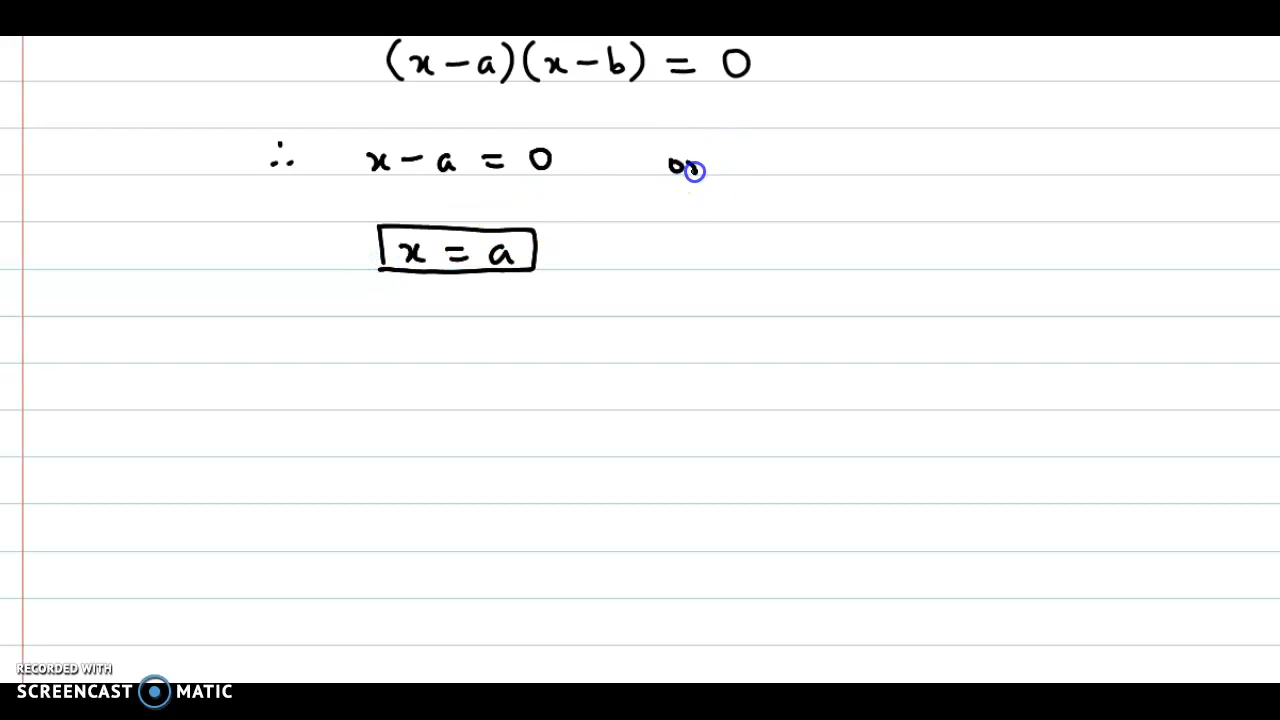 (x-a)(x-b) = 0
∴ x-a = 0 or
x = a
RECORDED WITH
SCREENCAST MATIC